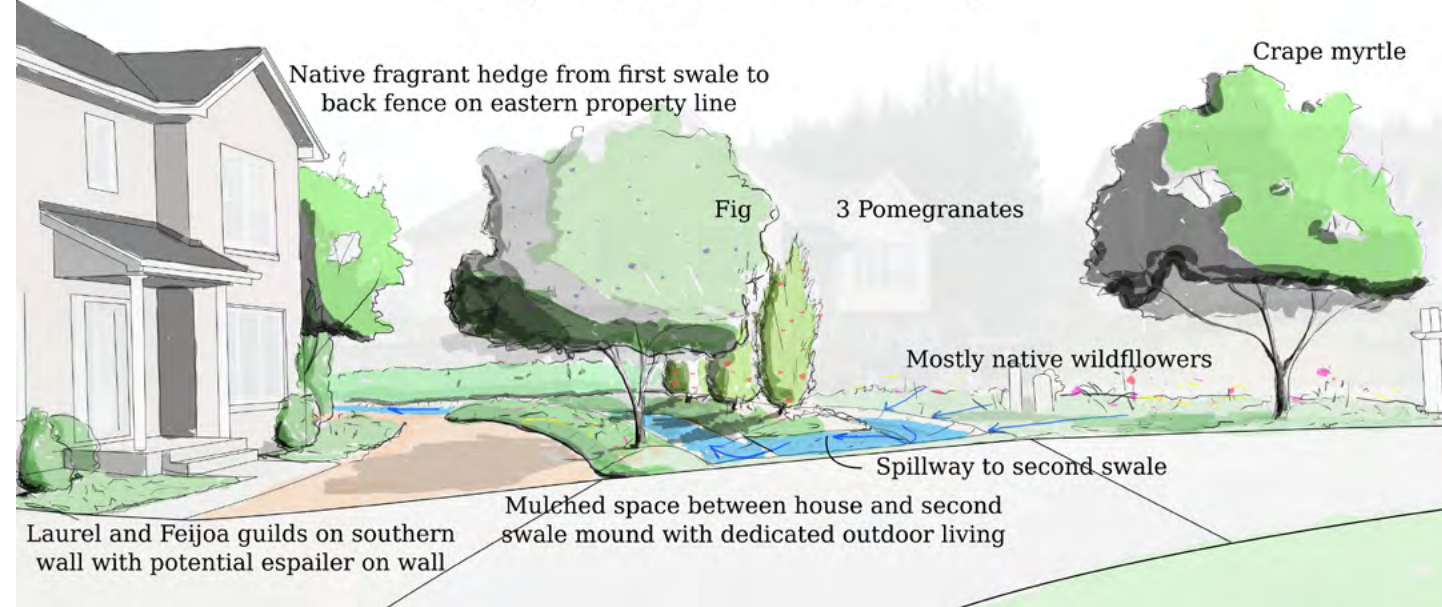 Crape myrtle
Native fragrant hedge from first swale to
back fence on eastern property line
Fig
3 Pomegranates
Mostly native wildfllowers
Spillway to second swale
Mulched space between house and second
swale mound with dedicated outdoor living
Laurel and Feijoa guilds on southern
wall with potential espailer on wall